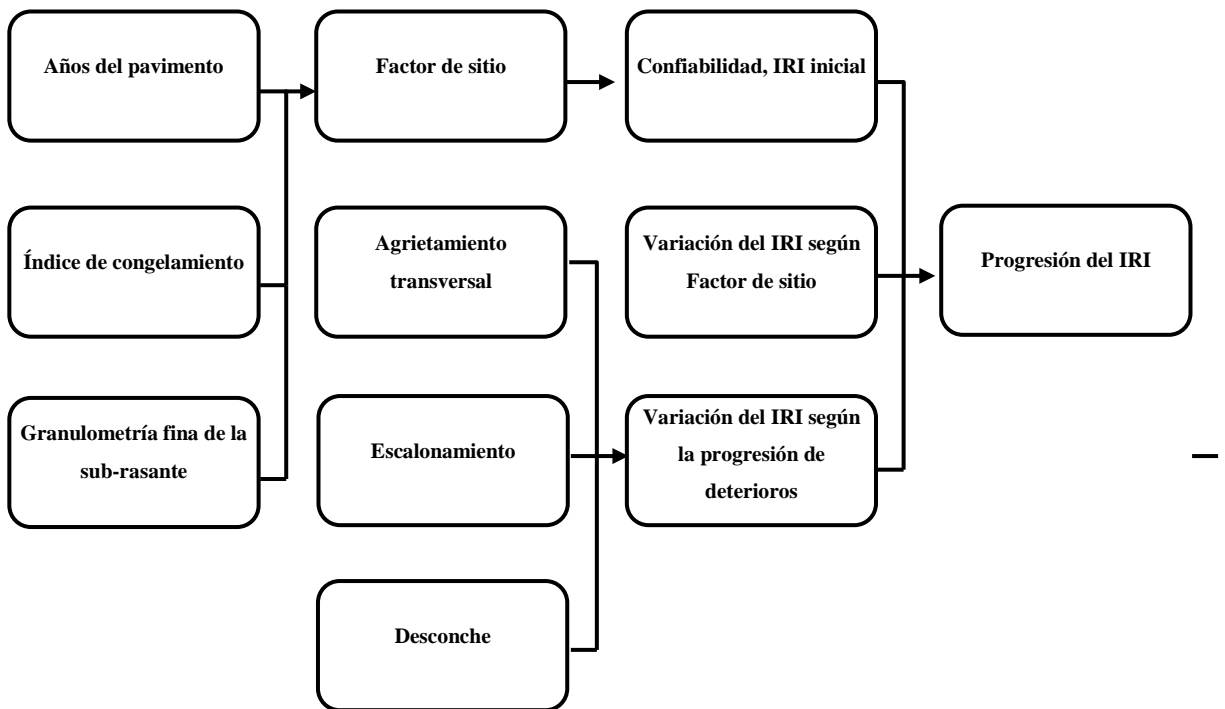 Años del pavimento
Factor de sitio
Confiabilidad, IRI inicial
Índice de congelamiento
Agrietamiento
transversal
Variación del IRI según
Factor de sitio
Progresión del IRI
Granulometría fina de la
sub-rasante
Escalonamiento
Variación del IRI según
la progresión de
deterioros
Desconche